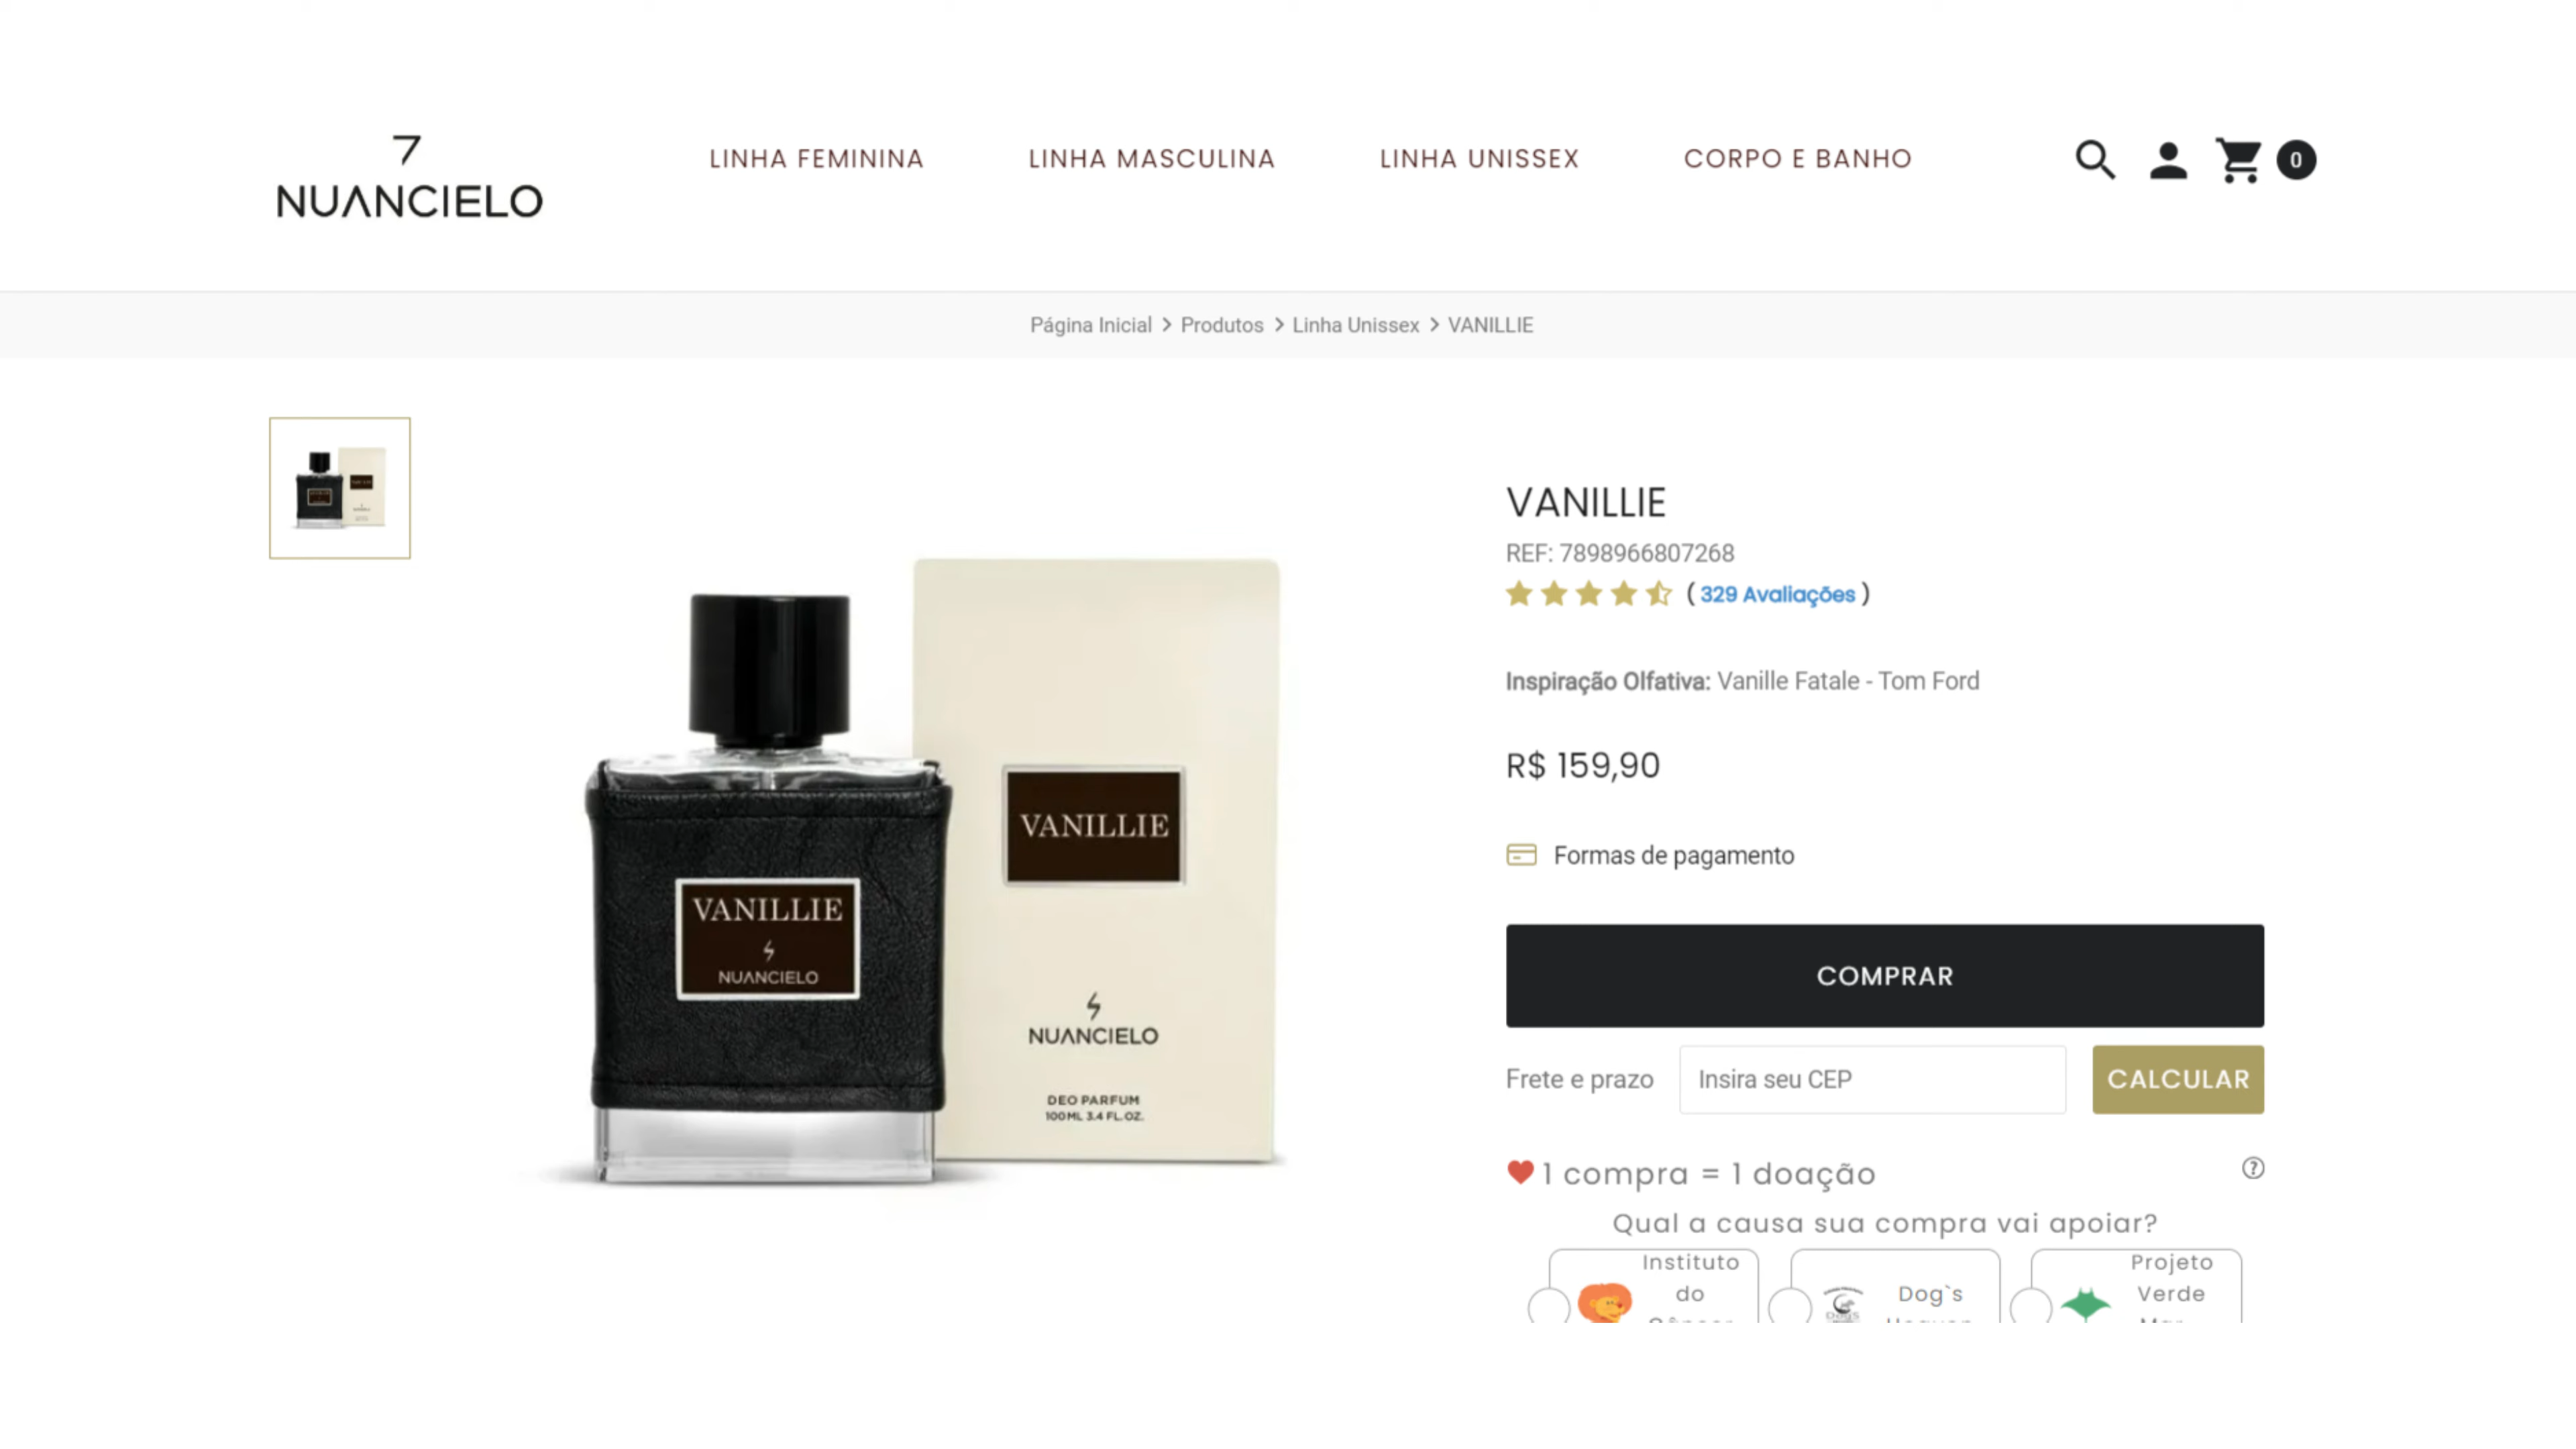 NUANCIELO
LINHA FEMININA
LINHA MASCULINA
LINHA UNISSEX
CORPO E BANHO
0
Página Inicial > Produtos > Linha Unissex > VANILLIE
VANILLIE
NUANCIELO
VANILLIE
NUANCIELO
DEO PARFUM
100ML 3.4 FL.OZ.
VANILLIE
REF: 7898966807268
( 329 Avaliações )
Inspiração Olfativa: Vanille Fatale - Tom Ford
R$ 159,90
Formas de pagamento
COMPRAR
Frete e prazo
Insira seu CEP
CALCULAR
1 compra = 1 doação
?
Qual a causa sua compra vai apoiar?
Instituto
do
Dog`s
Projeto
Verde